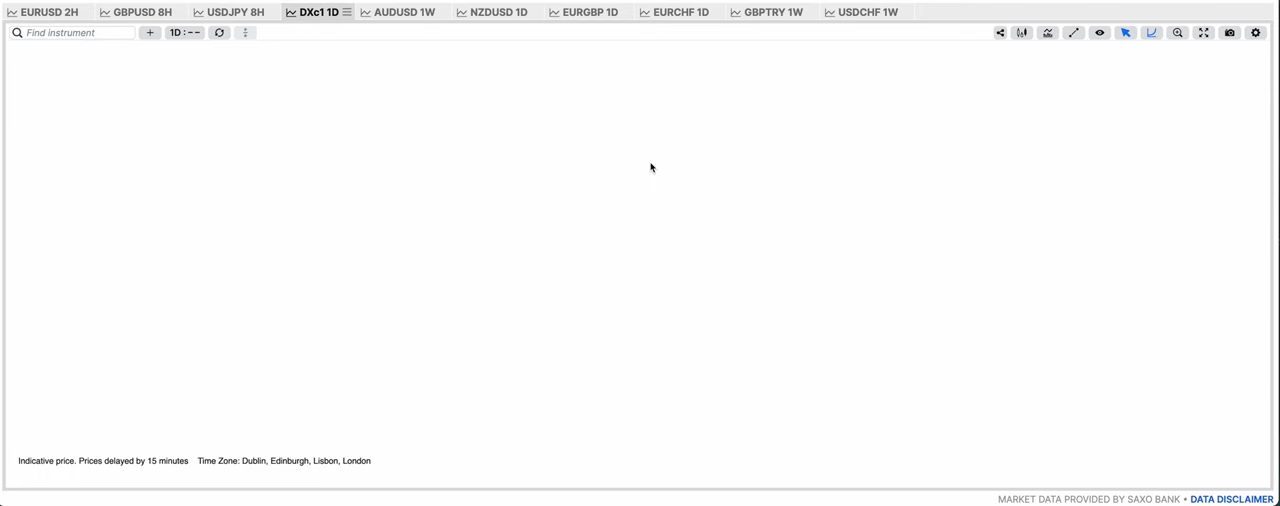 EURUSD 2H GBPUSD 8H USDJPY 8H DXc1 1D AUDUSD 1W NZDUSD 1D EURGBP 1D EURCHF 1D GBPTRY 1W USDCHF 1W
Find instrument + 1D : --
Indicative price. Prices delayed by 15 minutes Time Zone: Dublin, Edinburgh, Lisbon, London
MARKET DATA PROVIDED BY SAXO BANK • DATA DISCLAIMER